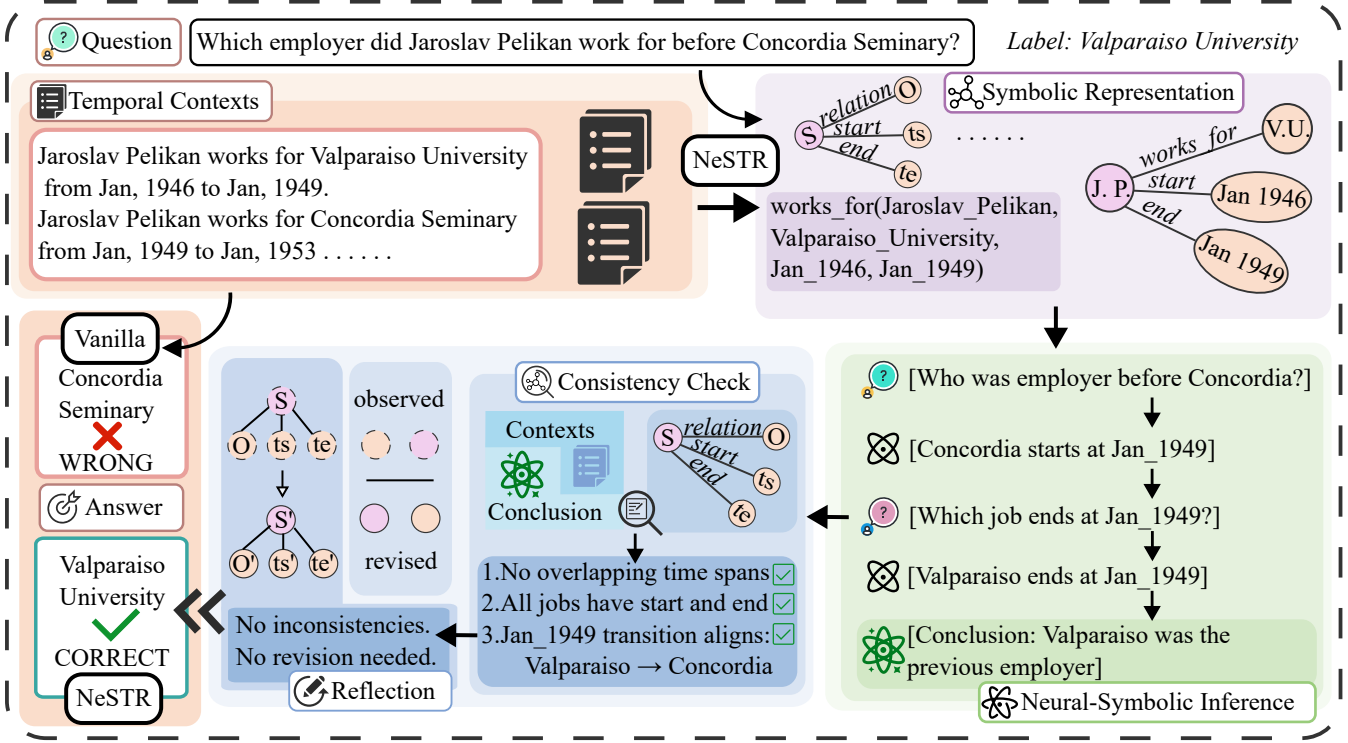 Question
Which employer did Jaroslav Pelikan work for before Concordia Seminary?
Label: Valparaiso University
Temporal Contexts
Jaroslav Pelikan works for Valparaiso University
from Jan, 1946 to Jan, 1949.
Jaroslav Pelikan works for Concordia Seminary
from Jan, 1949 to Jan, 1953 . . . . . .
NeSTR
Symbolic Representation
S
relation
O
start
ts
end
te
. . . . . .
J. P.
works for
V.U.
start
Jan 1946
end
Jan 1949
works_for(Jaroslav_Pelikan,
Valparaiso_University,
Jan_1946, Jan_1949)
Vanilla
Concordia
Seminary
WRONG
Answer
Valparaiso
University
CORRECT
NeSTR
S
O ts te
S'
O' ts' te'
observed
revised
No inconsistencies.
No revision needed.
Reflection
Consistency Check
Contexts
Conclusion
S
relation
O
start
ts
end
te
1.No overlapping time spans
2.All jobs have start and end
3.Jan_1949 transition aligns:
Valparaiso → Concordia
?
[Who was employer before Concordia?]
[Concordia starts at Jan_1949]
?
[Which job ends at Jan_1949?]
[Valparaiso ends at Jan_1949]
[Conclusion: Valparaiso was the
previous employer]
Neural-Symbolic Inference